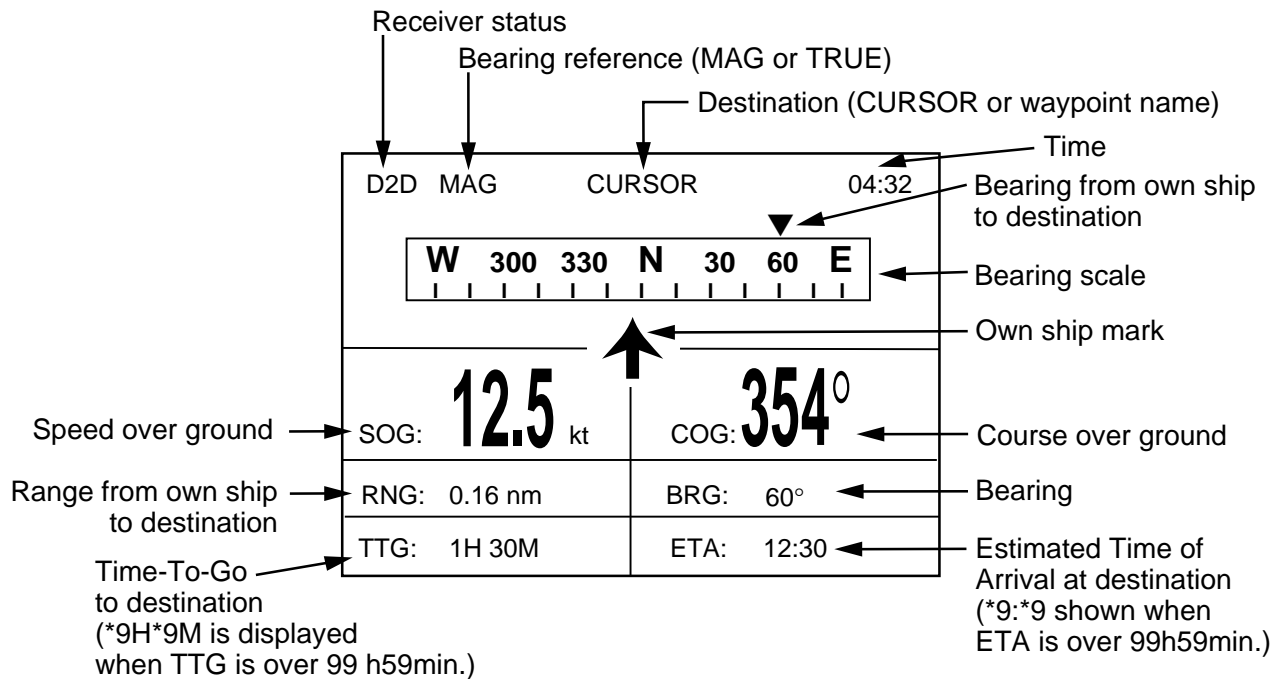 Receiver status
Bearing reference (MAG or TRUE)
Destination (CURSOR or waypoint name)
Time
D2D MAG CURSOR 04:32
Bearing from own ship
to destination
W 300 330 N 30 60 E
Bearing scale
Own ship mark
Speed over ground
SOG: 12.5 kt
COG: 354°
Course over ground
Range from own ship
to destination
RNG: 0.16 nm
BRG: 60°
Bearing
TTG: 1H 30M
ETA: 12:30
Time-To-Go
to destination
(*9H*9M is displayed
when TTG is over 99 h59min.)
Estimated Time of
Arrival at destination
(*9:*9 shown when
ETA is over 99h59min.)